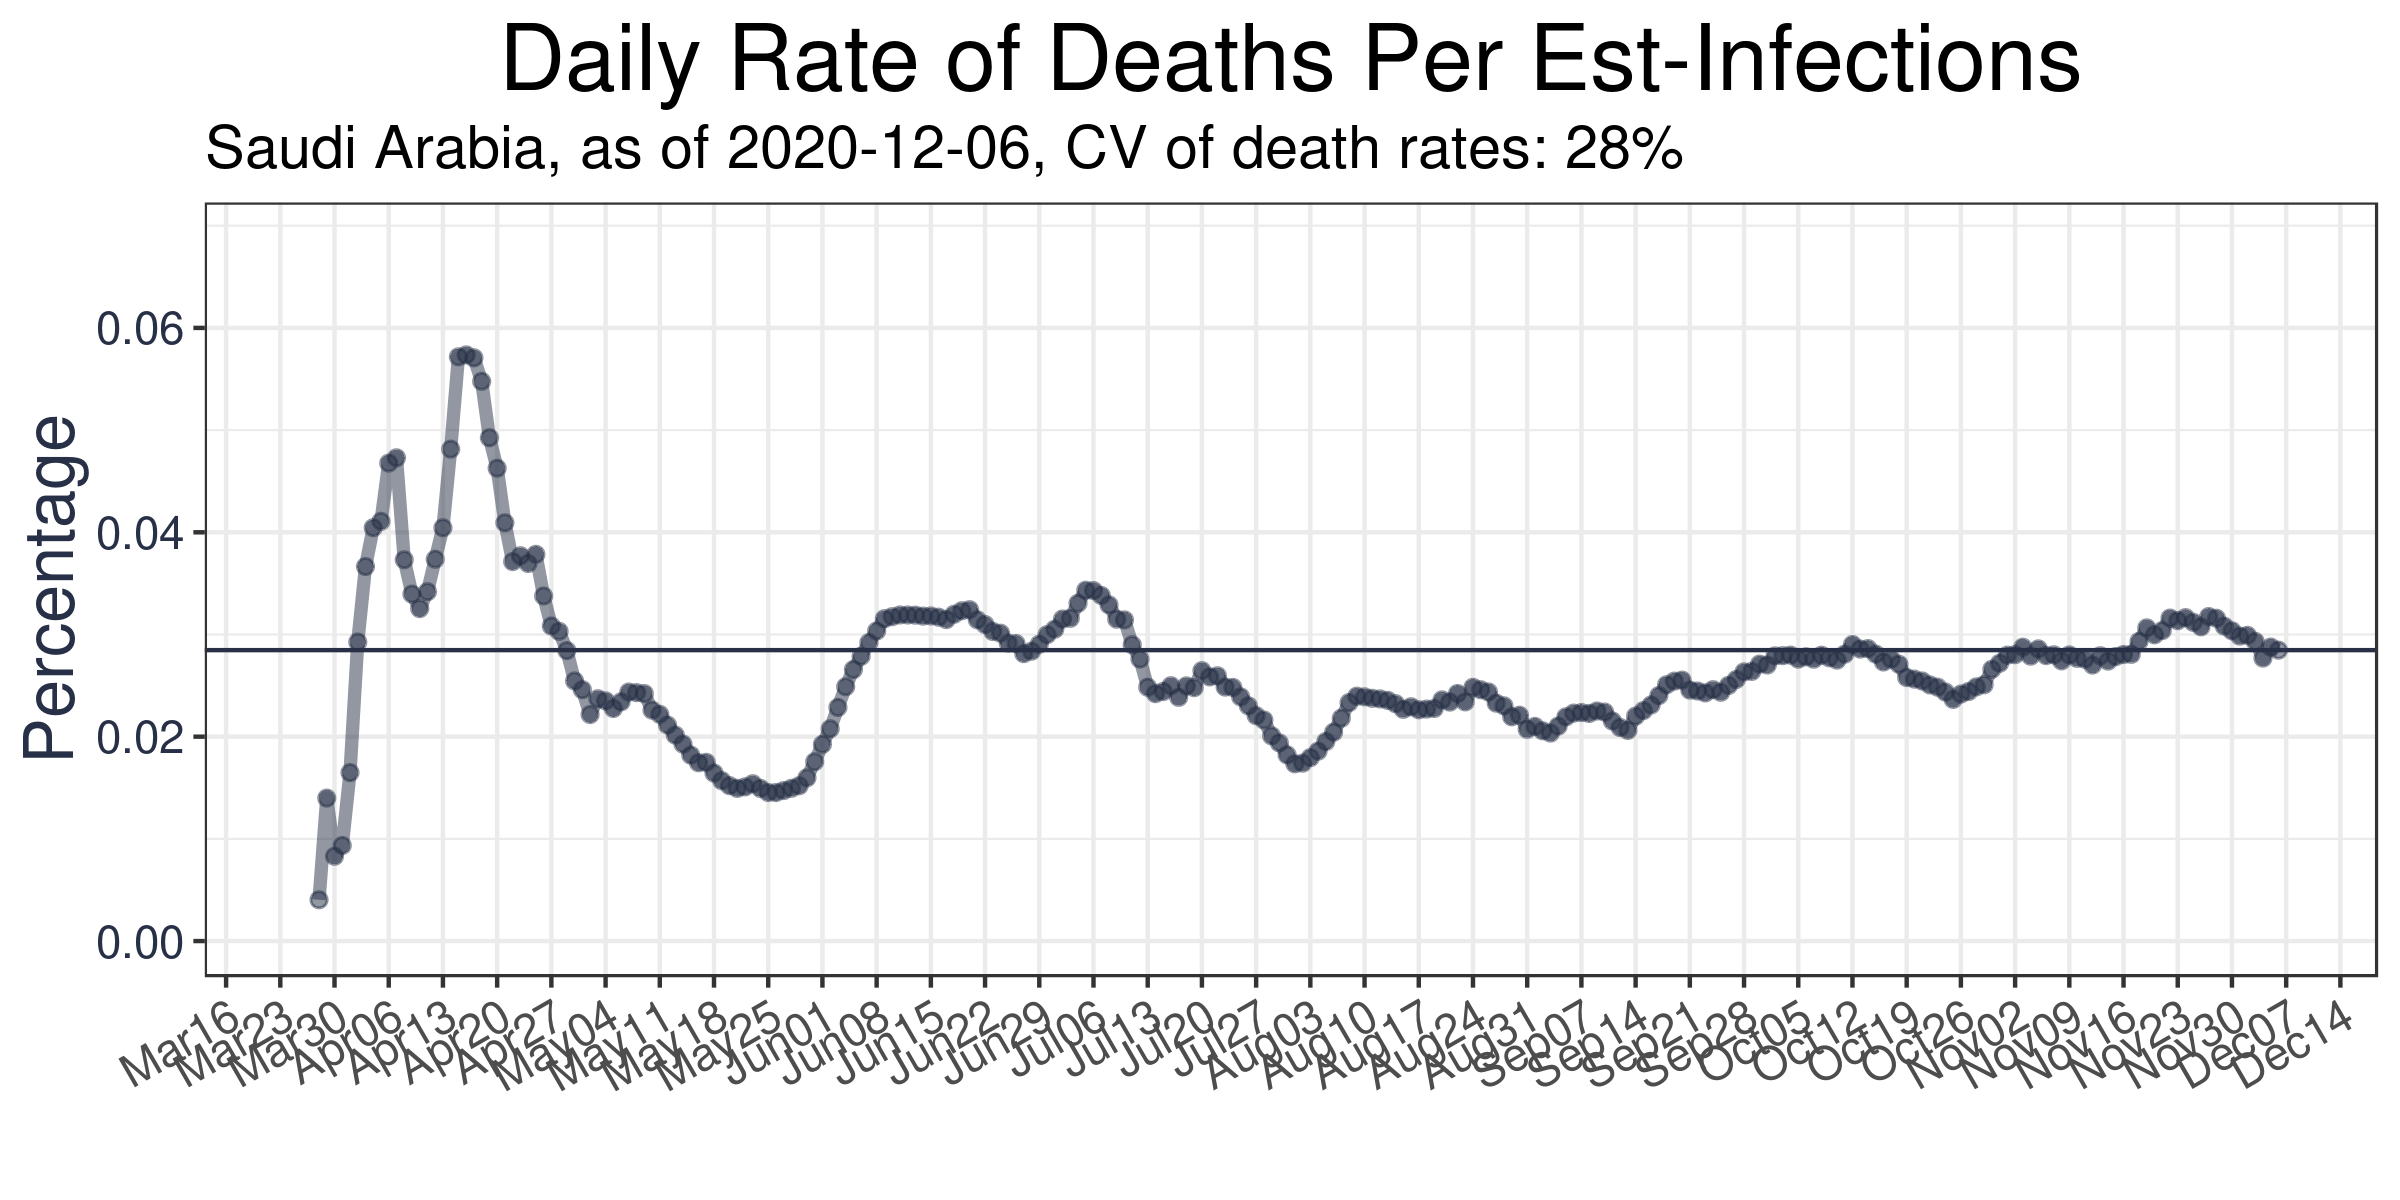 Daily Rate of Deaths Per Est-Infections
Saudi Arabia, as of 2020-12-06, CV of death rates: 28%
Percentage
0.06
0.04
0.02
0.00
Mar16
Mar23
Mar30
Apr06
Apr13
Apr20
Apr27
May04
May11
May18
May25
Jun01
Jun08
Jun15
Jun22
Jun29
Jul06
Jul13
Jul20
Jul27
Aug03
Aug10
Aug17
Aug24
Aug31
Sep07
Sep14
Sep21
Sep28
Oct05
Oct12
Oct19
Oct26
Nov02
Nov09
Nov16
Nov23
Nov30
Dec07
Dec14